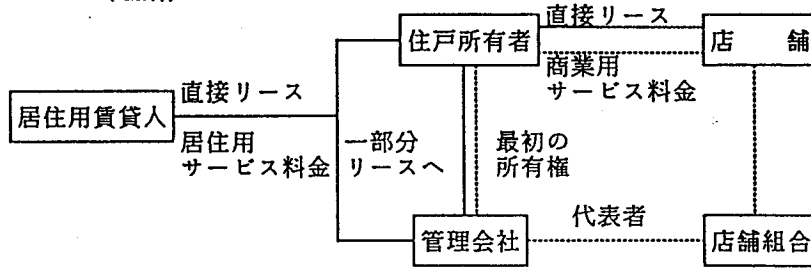 直接リース
住戸所有者
店 舗
商業用
サービス料金
直接リース
居住用賃貸人
居住用
サービス料金
一部分
リースへ
最初の
所有権
代表者
管理会社
店舗組合